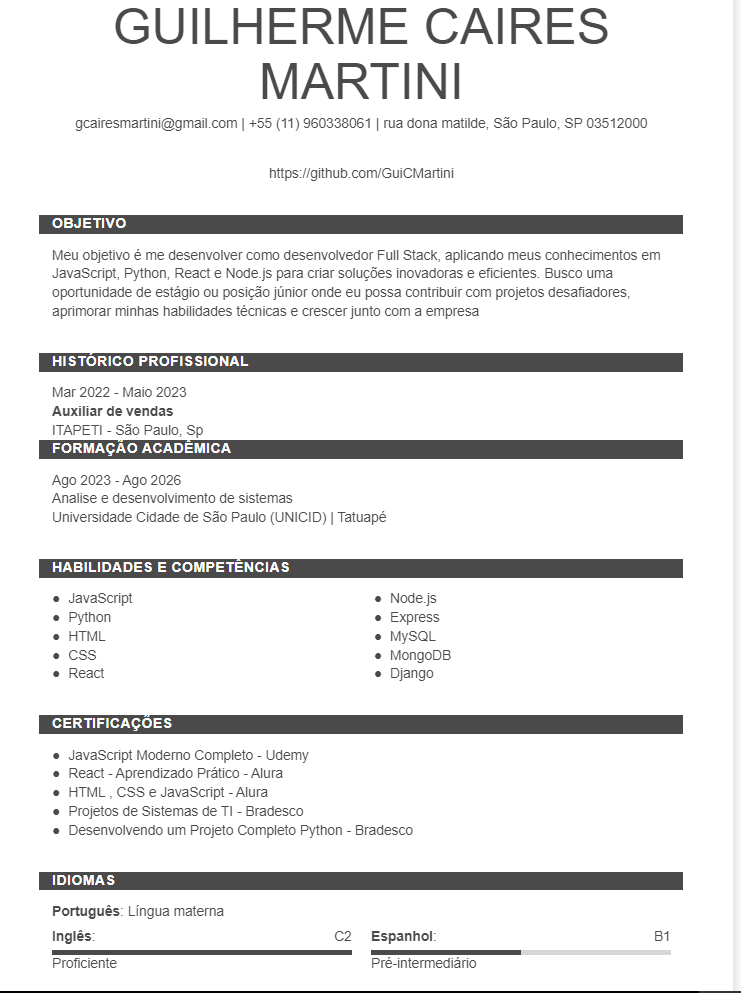 GUILHERME CAIRES
MARTINI
gcairesmartini@gmail.com | +55 (11) 960338061 | rua dona matilde, São Paulo, SP 03512000
https://github.com/GuiCMartini
OBJETIVO
Meu objetivo é me desenvolver como desenvolvedor Full Stack, aplicando meus conhecimentos em
JavaScript, Python, React e Node.js para criar soluções inovadoras e eficientes. Busco uma
oportunidade de estágio ou posição júnior onde eu possa contribuir com projetos desafiadores,
aprimorar minhas habilidades técnicas e crescer junto com a empresa
HISTÓRICO PROFISSIONAL
Mar 2022 - Maio 2023
Auxiliar de vendas
ITAPETI - São Paulo, Sp
FORMAÇÃO ACADÊMICA
Ago 2023 - Ago 2026
Analise e desenvolvimento de sistemas
Universidade Cidade de São Paulo (UNICID) | Tatuapé
HABILIDADES E COMPETÊNCIAS
● JavaScript
● Python
● HTML
● CSS
● React
● Node.js
● Express
● MySQL
● MongoDB
● Django
CERTIFICAÇÕES
● JavaScript Moderno Completo - Udemy
● React - Aprendizado Prático - Alura
● HTML , CSS e JavaScript - Alura
● Projetos de Sistemas de TI - Bradesco
● Desenvolvendo um Projeto Completo Python - Bradesco
IDIOMAS
Português: Língua materna
Inglês: C2
Proficiente
Espanhol: B1
Pré-intermediário